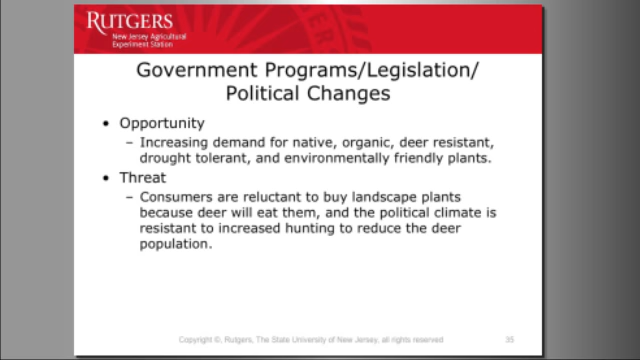 RUTGERS
New Jersey Agricultural
Experiment Station
Government Programs/Legislation/
Political Changes
• Opportunity
– Increasing demand for native, organic, deer resistant,
drought tolerant, and environmentally friendly plants.
• Threat
– Consumers are reluctant to buy landscape plants
because deer will eat them, and the political climate is
resistant to increased hunting to reduce the deer
population.
Copyright ©, Rutgers, The State University of New Jersey, all rights reserved
35